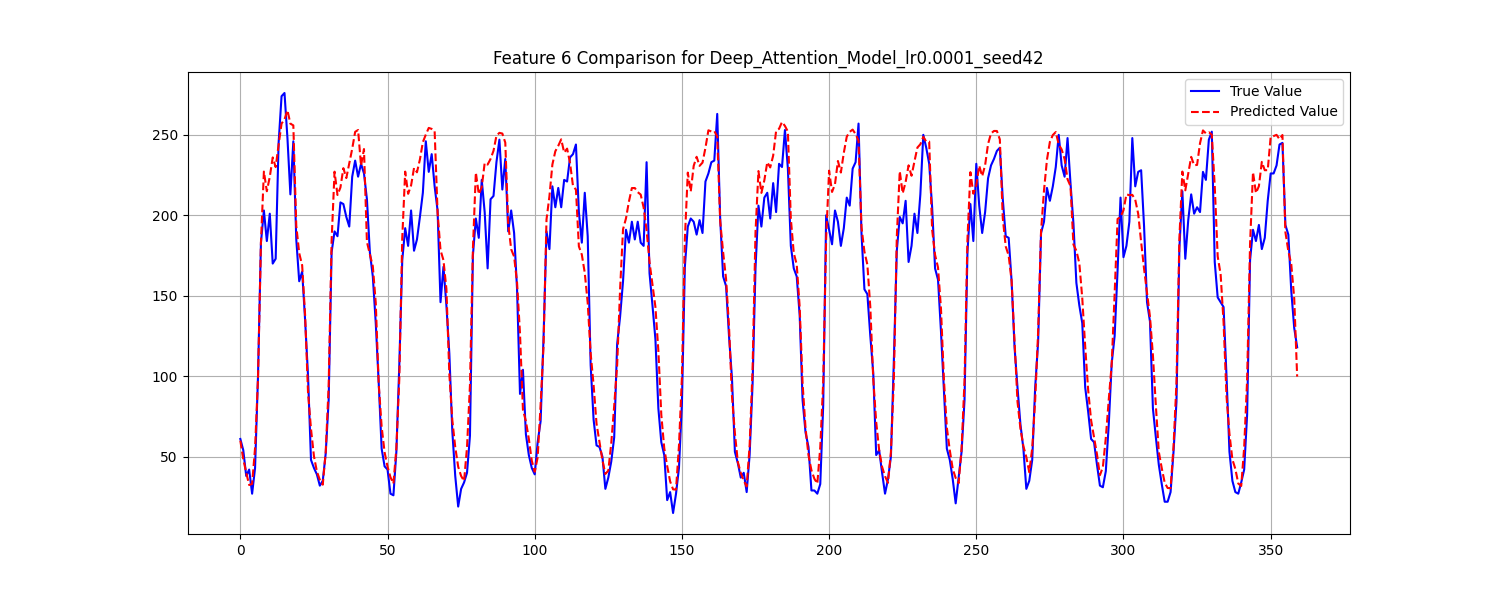 Feature 6 Comparison for Deep_Attention_Model_lr0.0001_seed42
True Value
Predicted Value
250
200
150
100
50
0 50 100 150 200 250 300 350